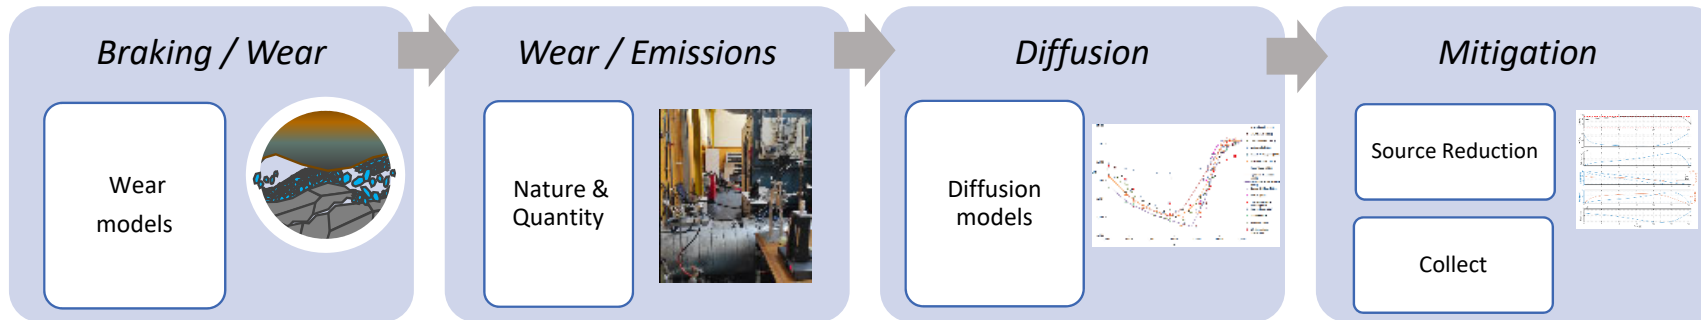 Braking / Wear
Wear
models
Wear / Emissions
Nature &
Quantity
Diffusion
Diffusion
models
Mitigation
Source Reduction
Collect